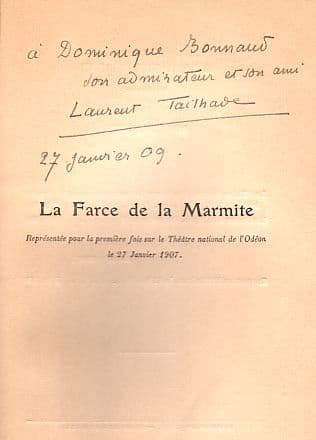 à Dominique Bonnaud
son admirateur et son ami
Laurent Tailhade
27 janvier 09.
La Farce de la Marmite
Représentée pour la première fois sur le Théâtre national de l'Odéon
le 27 Janvier 1907.